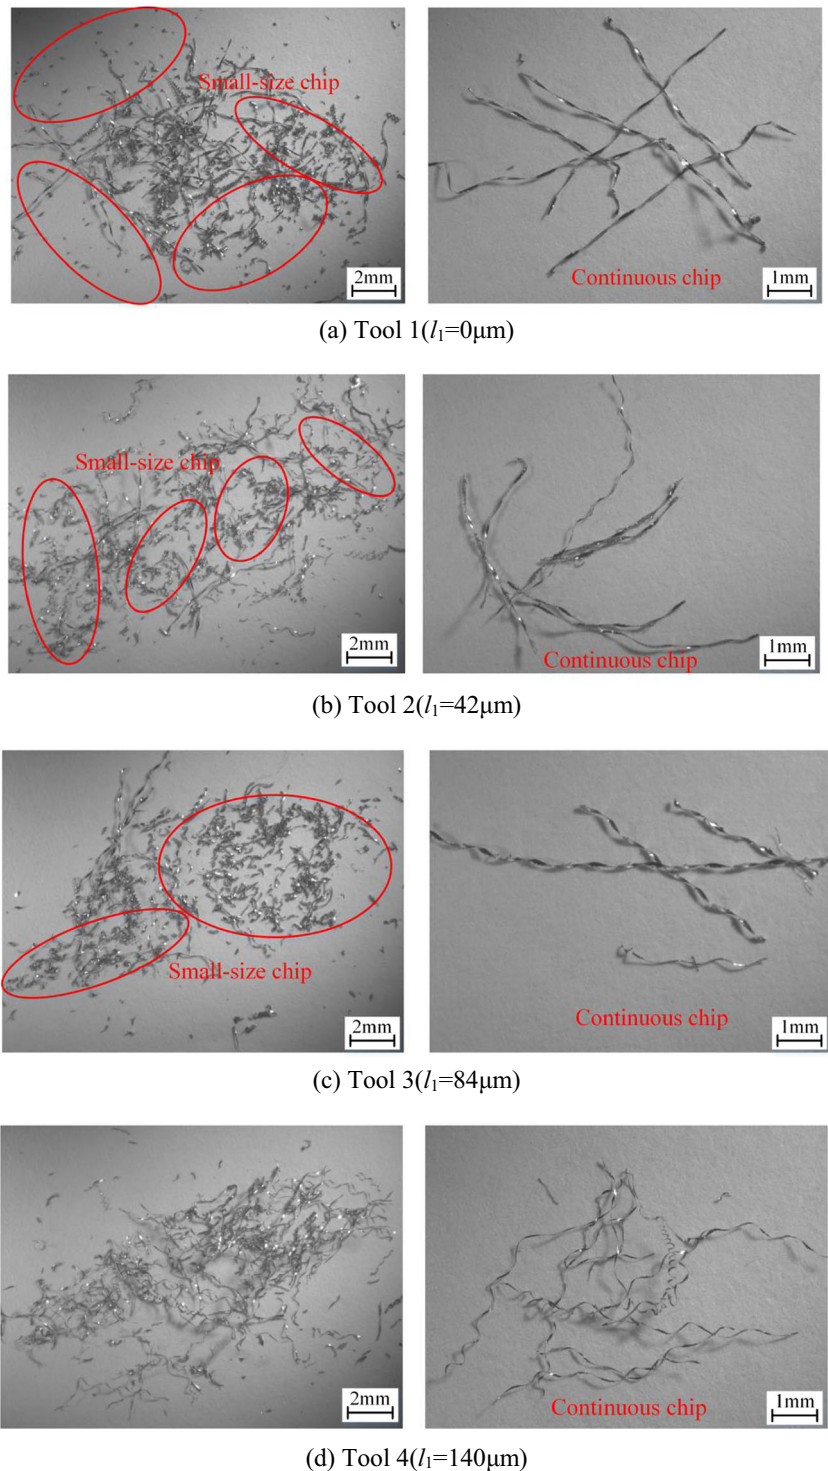 Small-size chip
2mm
Continuous chip
1mm
(a) Tool 1(l₁=0μm)
Small-size chip
2mm
Continuous chip
1mm
(b) Tool 2(l₁=42μm)
Small-size chip
2mm
Continuous chip
1mm
(c) Tool 3(l₁=84μm)
2mm
Continuous chip
1mm
(d) Tool 4(l₁=140μm)